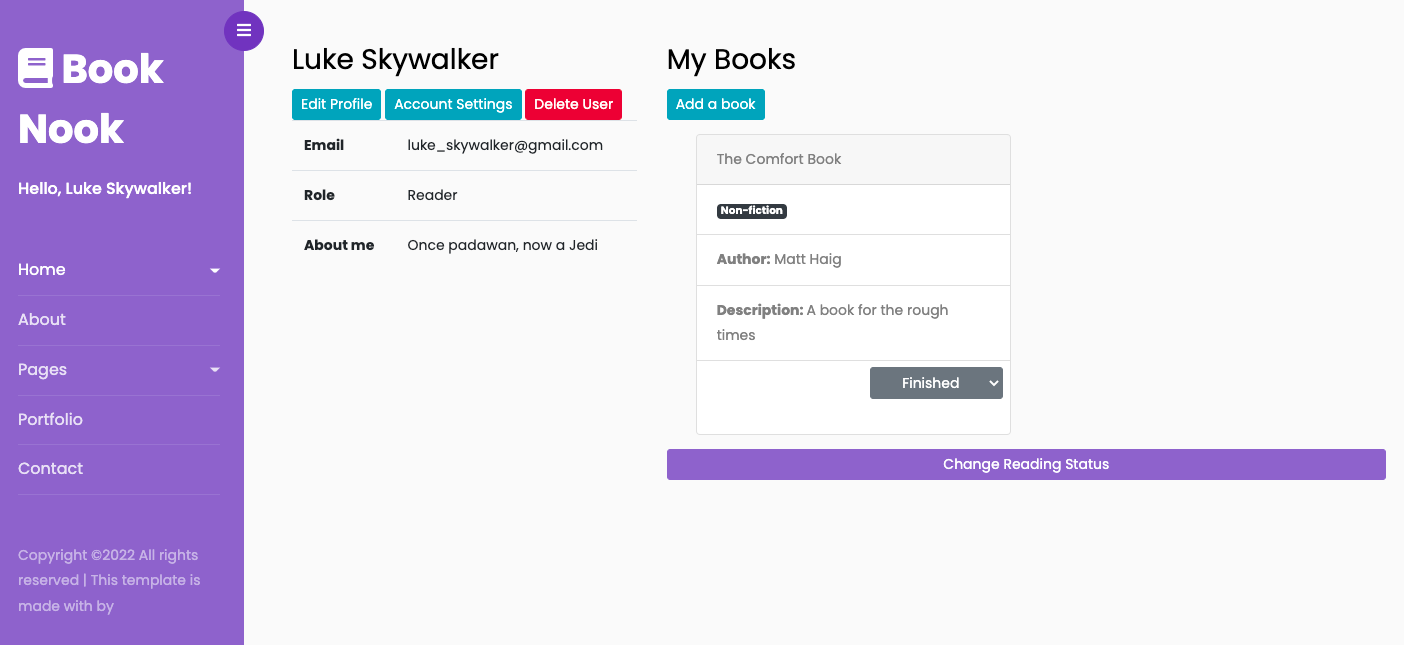 Book
Nook
Hello, Luke Skywalker!
Home
About
Pages
Portfolio
Contact
Copyright ©2022 All rights
reserved | This template is
made with by
Luke Skywalker
Edit Profile Account Settings Delete User
Email luke_skywalker@gmail.com
Role Reader
About me Once padawan, now a Jedi
My Books
Add a book
The Comfort Book
Non-fiction
Author: Matt Haig
Description: A book for the rough
times
Finished
Change Reading Status